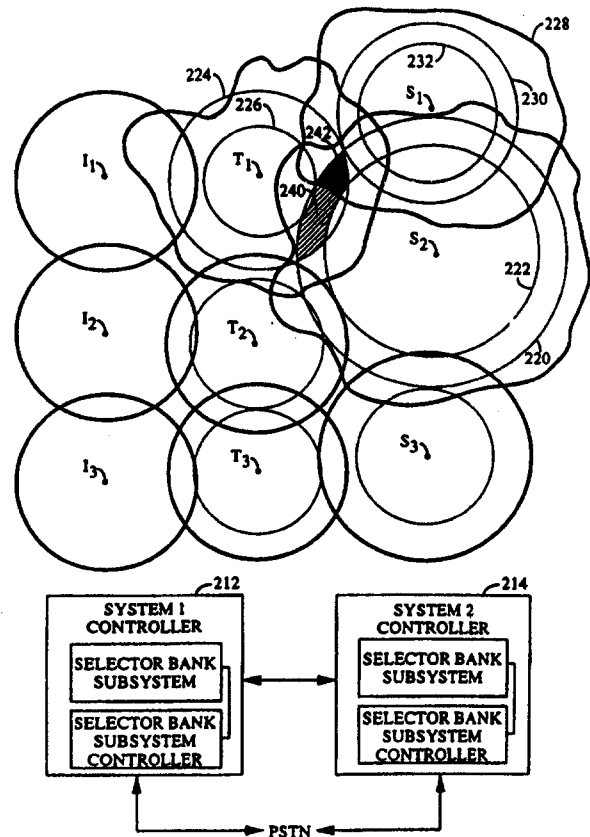 228
224
232
226
S1
230
242
I1
T1
240
S2
222
I2
T2
220
I3
T3
S3
212
214
SYSTEM 1
CONTROLLER
SELECTOR BANK
SUBSYSTEM
SELECTOR BANK
SUBSYSTEM
CONTROLLER
SYSTEM 2
CONTROLLER
SELECTOR BANK
SUBSYSTEM
SELECTOR BANK
SUBSYSTEM
CONTROLLER
PSTN